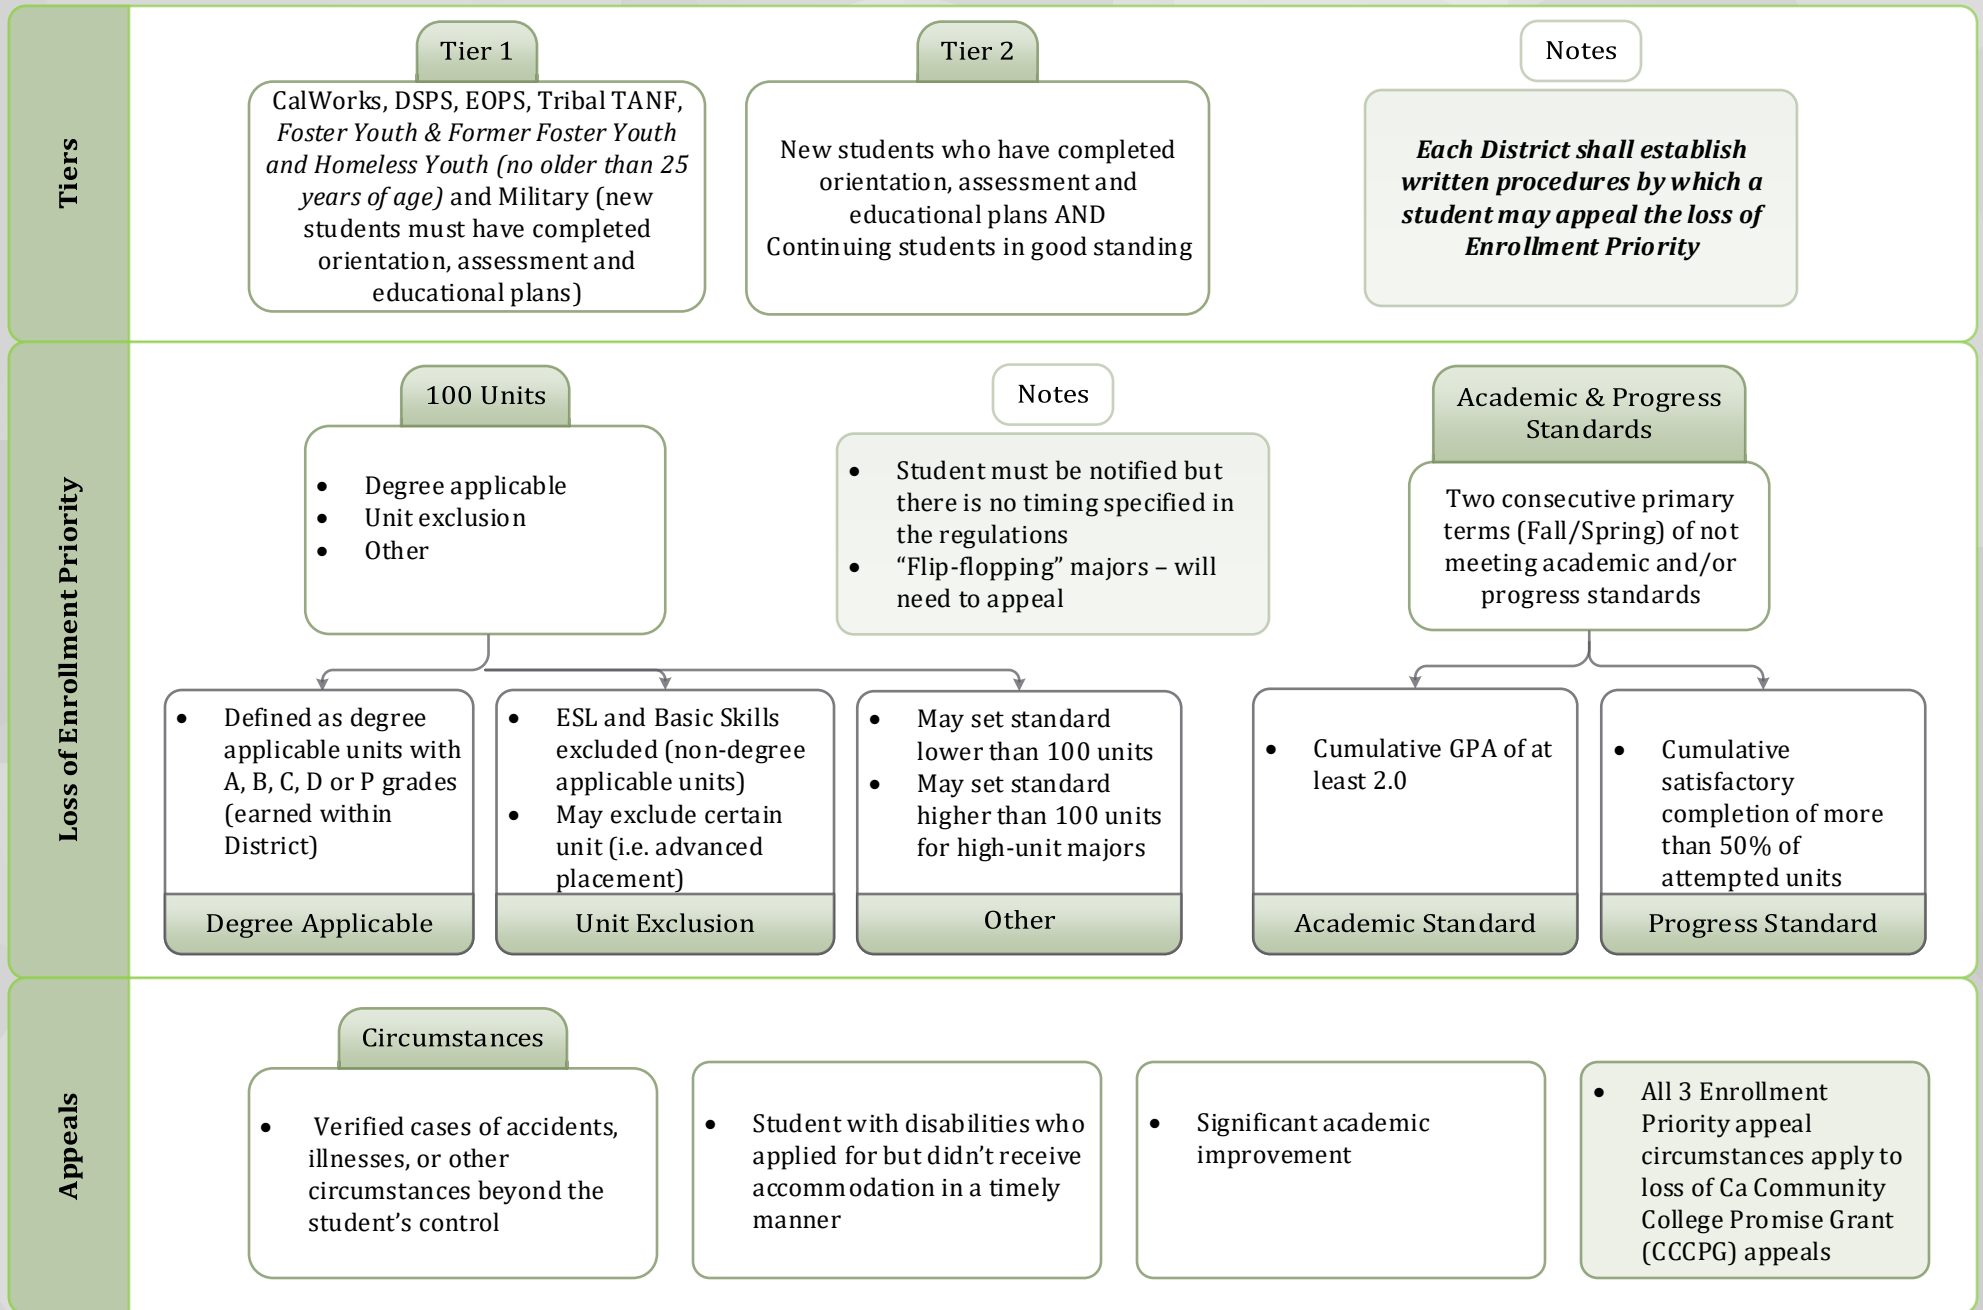 Tiers
Tier 1
CalWorks, DSPS, EOPS, Tribal TANF,
Foster Youth & Former Foster Youth
and Homeless Youth (no older than 25
years of age) and Military (new
students must have completed
orientation, assessment and
educational plans)
Tier 2
New students who have completed
orientation, assessment and
educational plans AND
Continuing students in good standing
Notes
Each District shall establish
written procedures by which a
student may appeal the loss of
Enrollment Priority
Loss of Enrollment Priority
100 Units
• Degree applicable
• Unit exclusion
• Other
Notes
• Student must be notified but
there is no timing specified in
the regulations
• “Flip-flopping” majors – will
need to appeal
Academic & Progress
Standards
Two consecutive primary
terms (Fall/Spring) of not
meeting academic and/or
progress standards
• Defined as degree
applicable units with
A, B, C, D or P grades
(earned within
District)
Degree Applicable
• ESL and Basic Skills
excluded (non-degree
applicable units)
• May exclude certain
unit (i.e. advanced
placement)
Unit Exclusion
• May set standard
lower than 100 units
• May set standard
higher than 100 units
for high-unit majors
Other
• Cumulative GPA of at
least 2.0
Academic Standard
• Cumulative
satisfactory
completion of more
than 50% of
attempted units
Progress Standard
Appeals
Circumstances
• Verified cases of accidents,
illnesses, or other
circumstances beyond the
student’s control
• Student with disabilities who
applied for but didn’t receive
accommodation in a timely
manner
• Significant academic
improvement
• All 3 Enrollment
Priority appeal
circumstances apply to
loss of Ca Community
College Promise Grant
(CCCPG) appeals